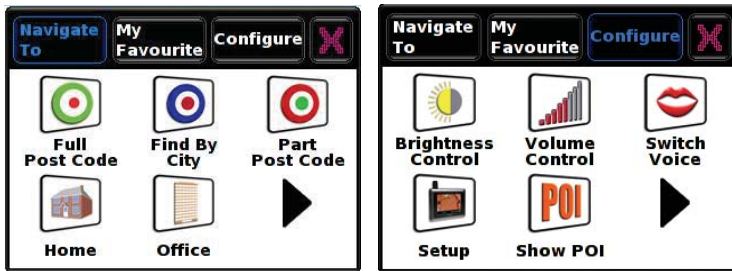 Navigate To
My Favourite
Configure
X
Full Post Code
Find By City
Part Post Code
Home
Office
Navigate To
My Favourite
Configure
X
Brightness Control
Volume Control
Switch Voice
POI
Setup
Show POI